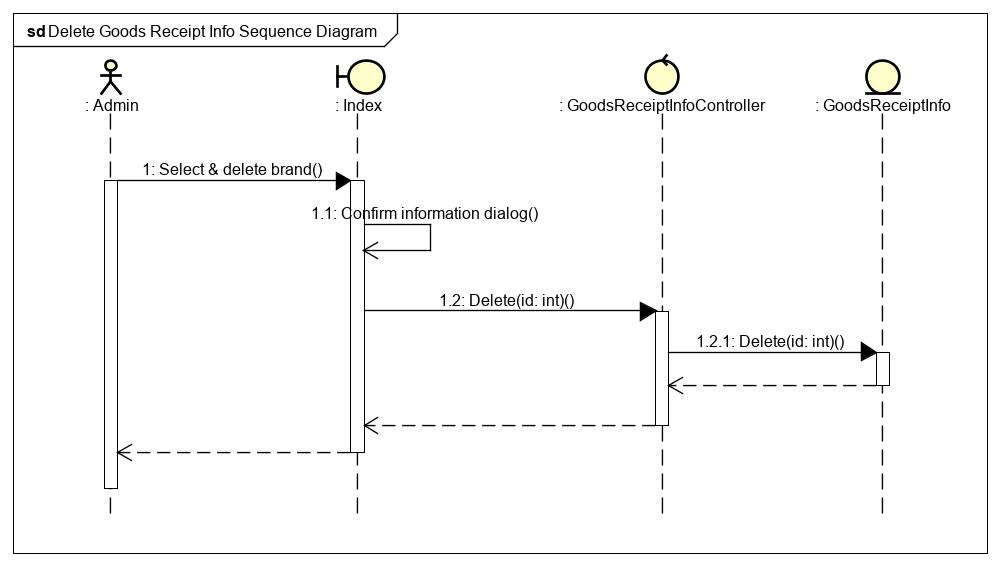 sd Delete Goods Receipt Info Sequence Diagram
: Admin
: Index
: GoodsReceiptInfoController
: GoodsReceiptInfo
1: Select & delete brand()
1.1: Confirm information dialog()
1.2: Delete(id: int)()
1.2.1: Delete(id: int)()